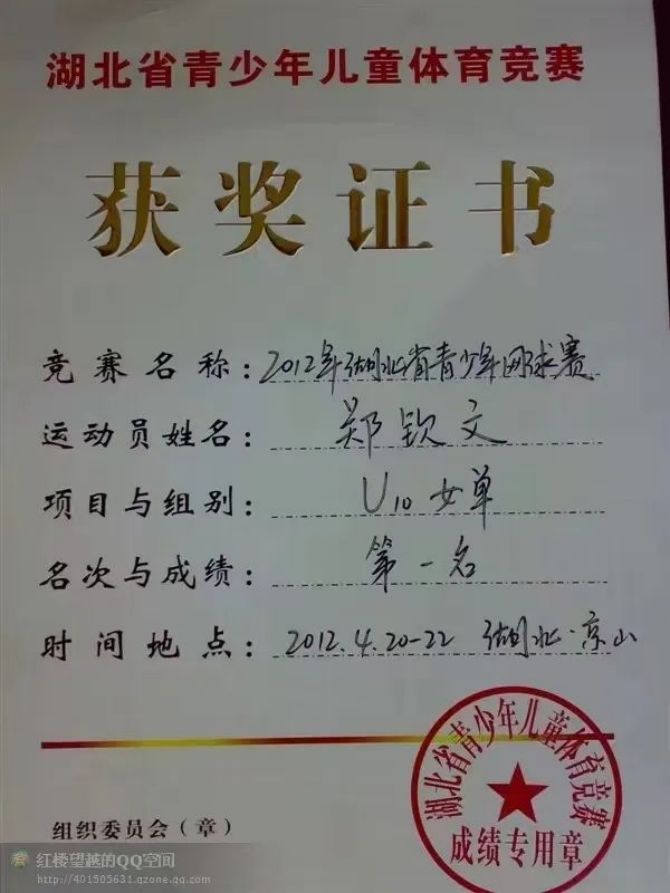 湖北省青少年儿童体育竞赛
获奖证书
竞赛名称：2012年湖北省青少年网球赛
运动员姓名：郑钦文
项目与组别：U10女单
名次与成绩：第一名
时间地点：2012.4.20-22 湖北·京山
湖北省青少年儿童体育竞赛
成绩专用章
组织委员会（章）
红楼望越的QQ空间
http://401505631.qzone.qq.com